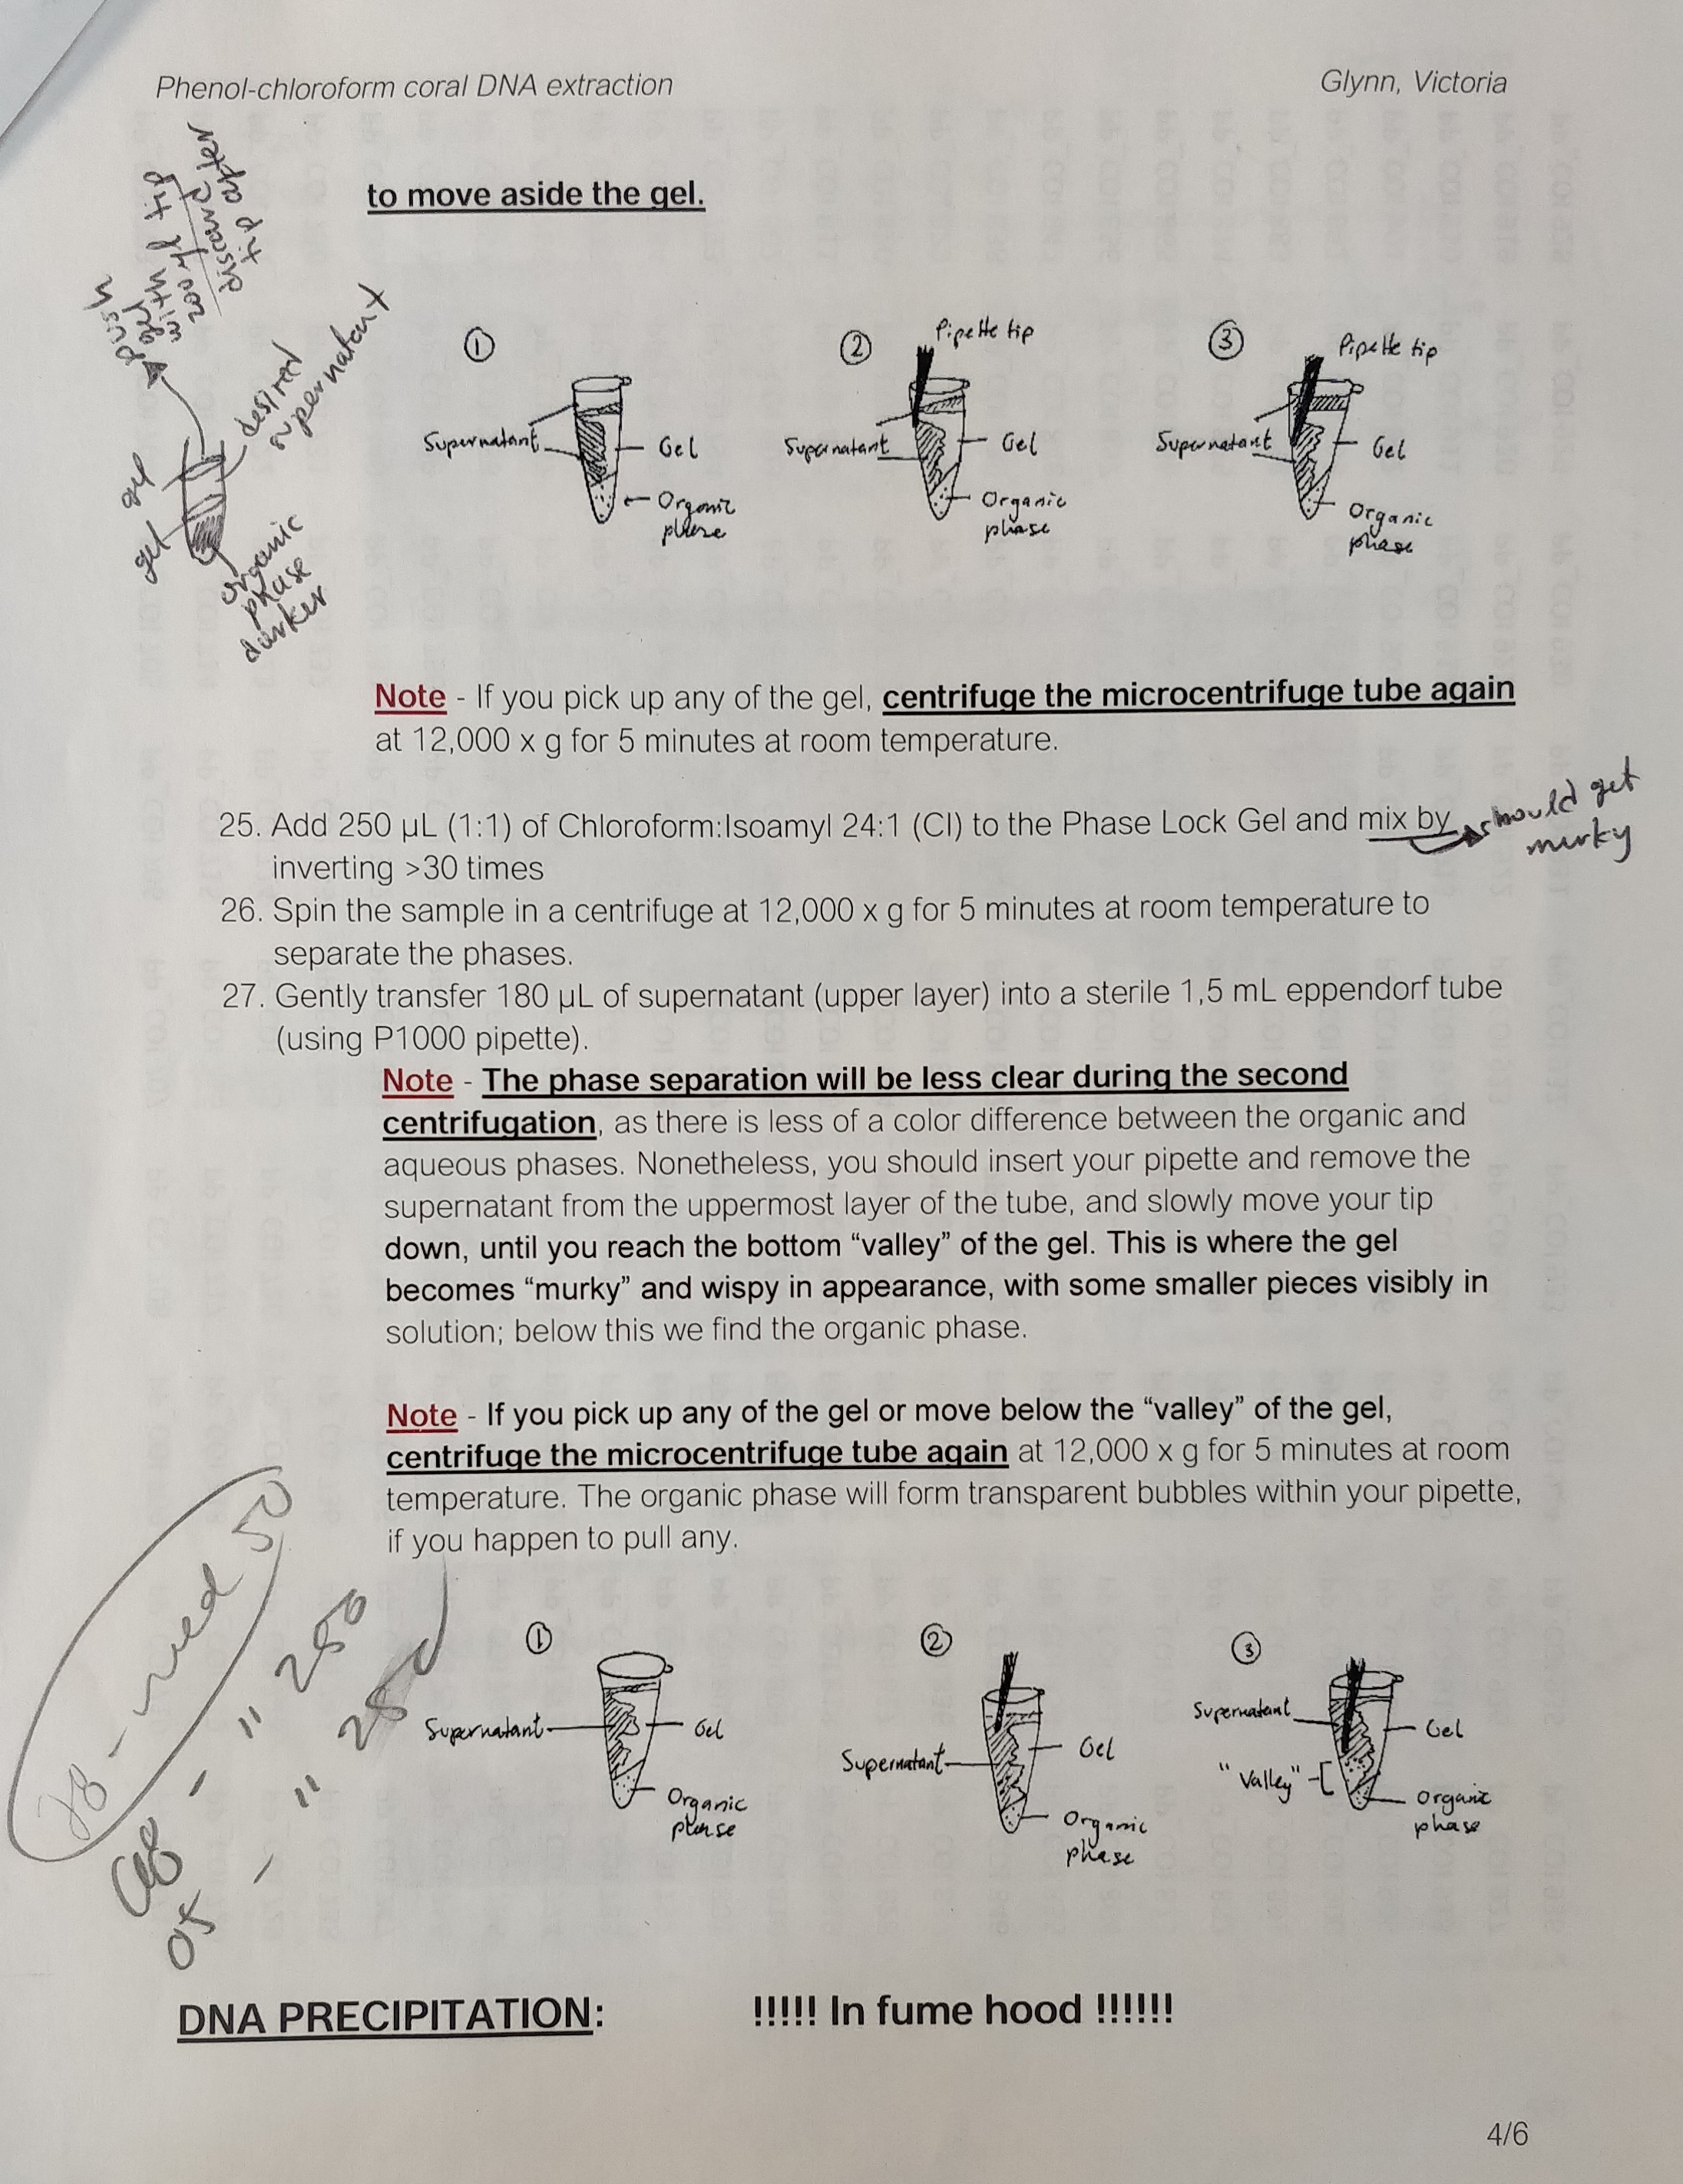 Phenol-chloroform coral DNA extraction
Glynn, Victoria
to move aside the gel.
push
gel
with
200 µl tip
discard
tip after
desired
supernatant
gel
gel
organic
phase
darker
①
Supernatant
Gel
Organic
phase
②
Pipette tip
Supernatant
Gel
Organic
phase
③
Pipette tip
Supernatant
Gel
Organic
phase
Note - If you pick up any of the gel, centrifuge the microcentrifuge tube again
at 12,000 x g for 5 minutes at room temperature.
25. Add 250 µL (1:1) of Chloroform:Isoamyl 24:1 (CI) to the Phase Lock Gel and mix by
inverting >30 times
should get
murky
26. Spin the sample in a centrifuge at 12,000 x g for 5 minutes at room temperature to
separate the phases.
27. Gently transfer 180 µL of supernatant (upper layer) into a sterile 1,5 mL eppendorf tube
(using P1000 pipette).
Note - The phase separation will be less clear during the second
centrifugation, as there is less of a color difference between the organic and
aqueous phases. Nonetheless, you should insert your pipette and remove the
supernatant from the uppermost layer of the tube, and slowly move your tip
down, until you reach the bottom “valley” of the gel. This is where the gel
becomes “murky” and wispy in appearance, with some smaller pieces visibly in
solution; below this we find the organic phase.
Note - If you pick up any of the gel or move below the “valley” of the gel,
centrifuge the microcentrifuge tube again at 12,000 x g for 5 minutes at room
temperature. The organic phase will form transparent bubbles within your pipette,
if you happen to pull any.
28 - need 50
08 - " 250
05 - " 250
①
Supernatant
Gel
Organic
phase
②
Supernatant
Gel
Organic
phase
③
Supernatant
Gel
"Valley"
Organic
phase
DNA PRECIPITATION: !!!!! In fume hood !!!!!!
4/6